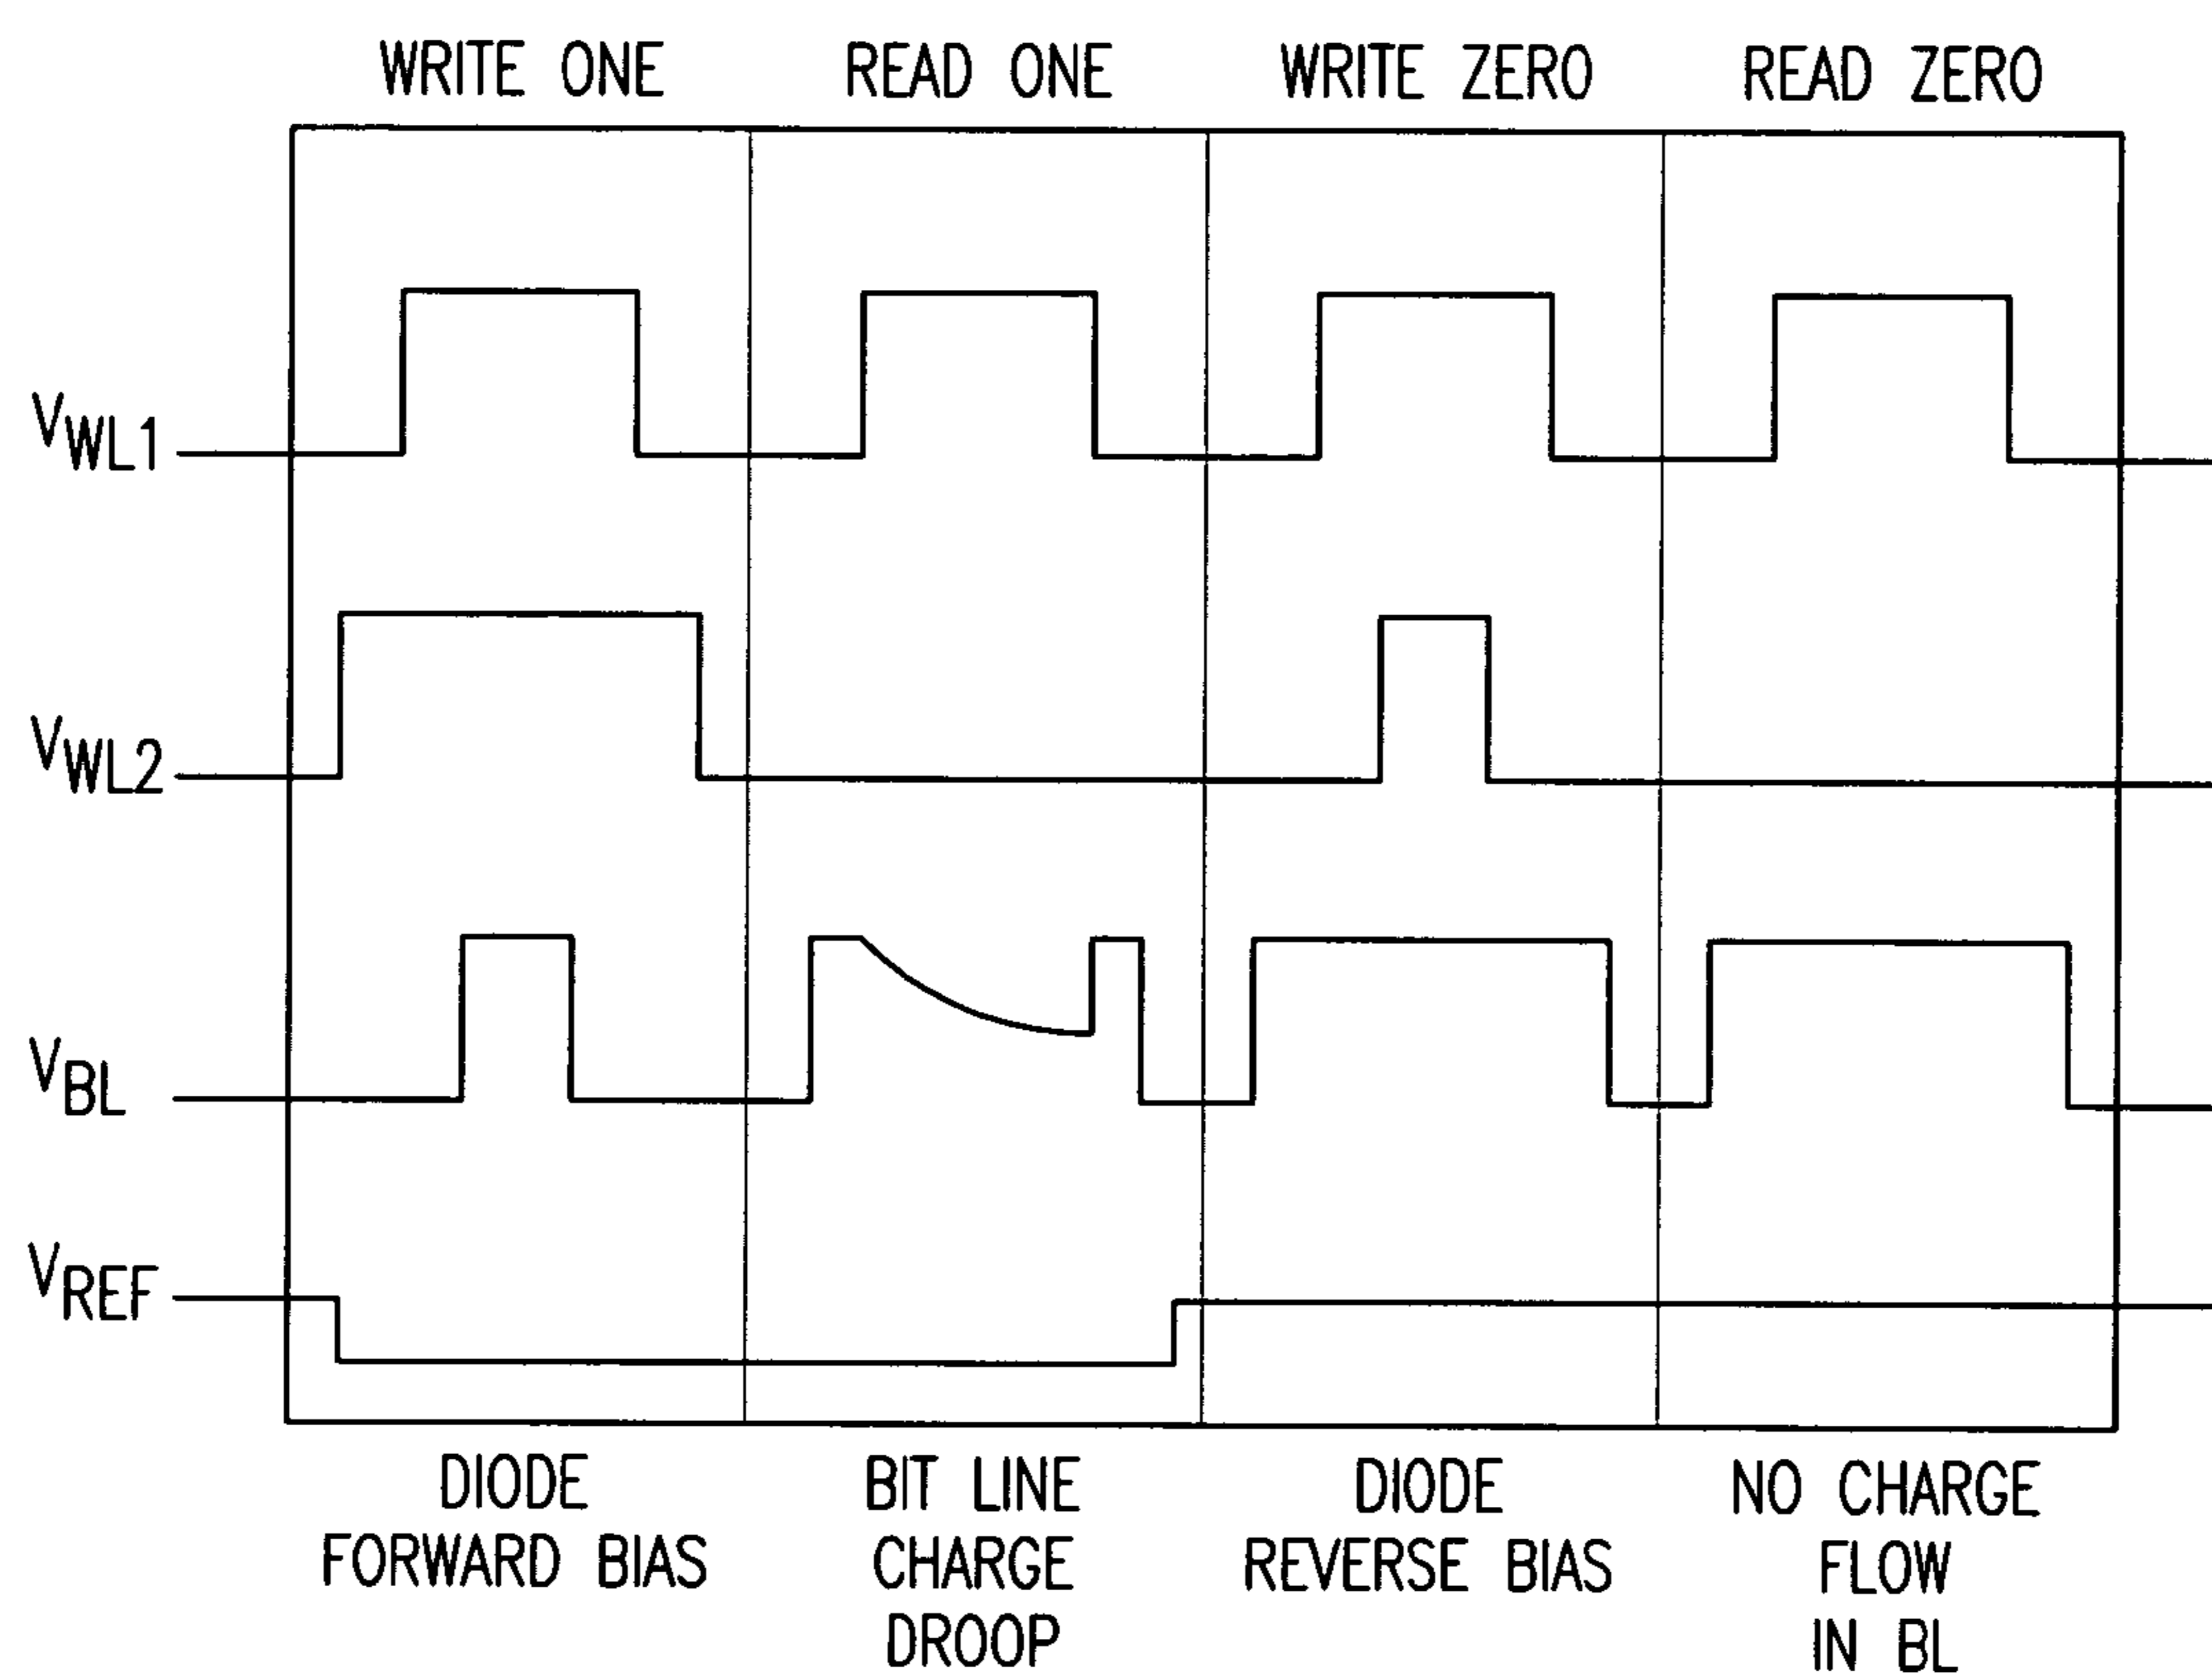 WRITE ONE READ ONE WRITE ZERO READ ZERO
VWL1
VWL2
VBL
VREF
DIODE
FORWARD BIAS
BIT LINE
CHARGE
DROOP
DIODE
REVERSE BIAS
NO CHARGE
FLOW
IN BL